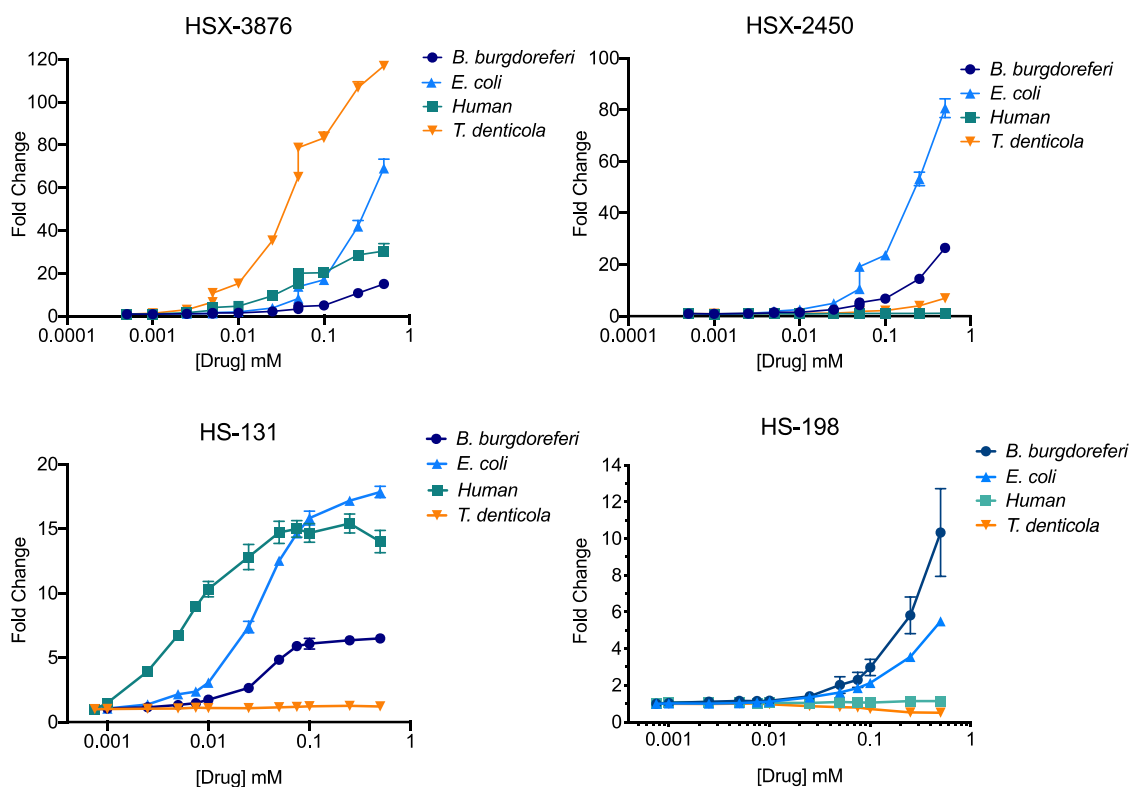 HSX-3876
Fold Change
120
100
80
60
40
20
0
0.0001
0.001
0.01
0.1
1
[Drug] mM
B. burgdoreferi
E. coli
Human
T. denticola
HSX-2450
Fold Change
100
80
60
40
20
0
0.0001
0.001
0.01
0.1
1
[Drug] mM
B. burgdoreferi
E. coli
Human
T. denticola
HS-131
Fold Change
20
15
10
5
0
0.001
0.01
0.1
1
[Drug] mM
B. burgdoreferi
E. coli
Human
T. denticola
HS-198
Fold Change
14
12
10
8
6
4
2
0
0.001
0.01
0.1
1
[Drug] mM
B. burgdoreferi
E. coli
Human
T. denticola